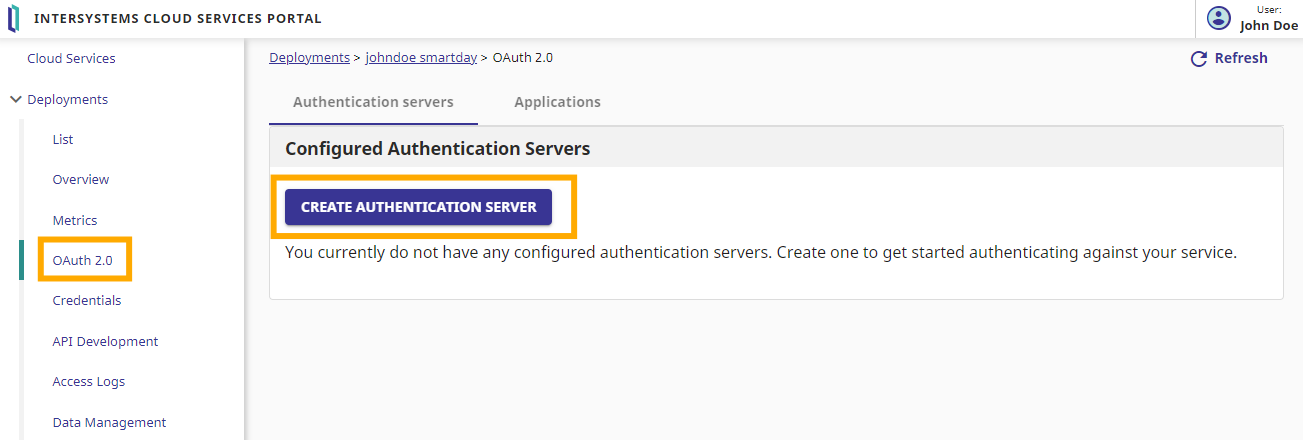 INTERSYSTEMS CLOUD SERVICES PORTAL
User:
John Doe
Cloud Services
Deployments
List
Overview
Metrics
OAuth 2.0
Credentials
API Development
Access Logs
Data Management
Deployments > johndoe smartday > OAuth 2.0
Refresh
Authentication servers
Applications
Configured Authentication Servers
CREATE AUTHENTICATION SERVER
You currently do not have any configured authentication servers. Create one to get started authenticating against your service.